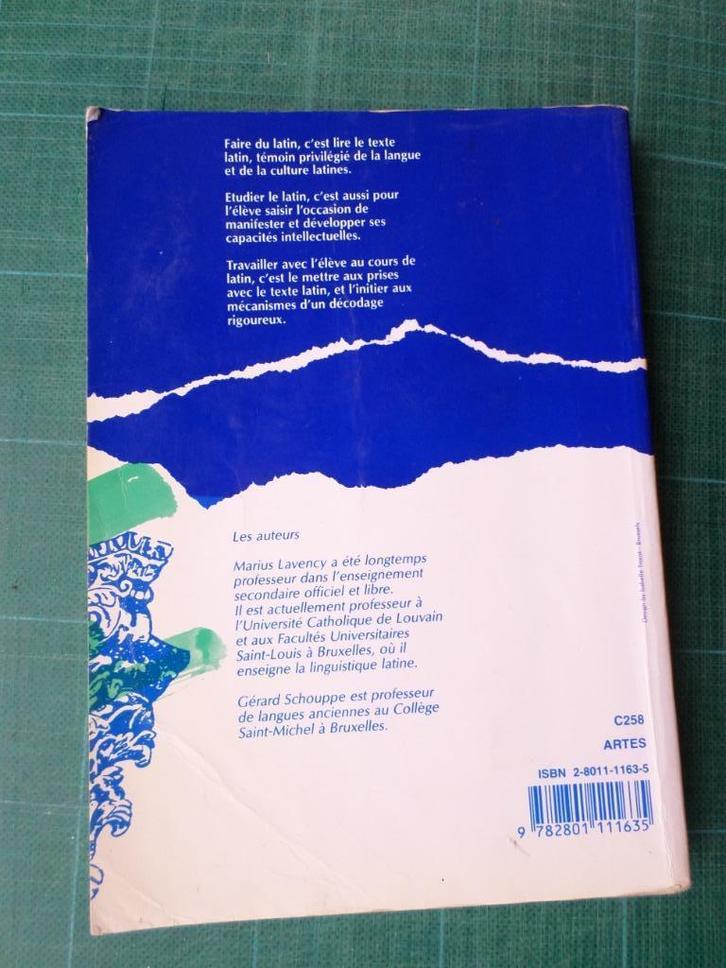 Faire du latin, c'est lire le texte
latin, témoin privilégié de la langue
et de la culture latines.
Etudier le latin, c'est aussi pour
l'élève saisir l'occasion de
manifester et développer ses
capacités intellectuelles.
Travailler avec l'élève au cours de
latin, c'est le mettre aux prises
avec le texte latin, et l'initier aux
mécanismes d'un décodage
rigoureux.
Les auteurs
Marius Lavency a été longtemps
professeur dans l'enseignement
secondaire officiel et libre.
Il est actuellement professeur à
l'Université Catholique de Louvain
et aux Facultés Universitaires
Saint-Louis à Bruxelles, où il
enseigne la linguistique latine.
Gérard Schouppe est professeur
de langues anciennes au Collège
Saint-Michel à Bruxelles.
Design by Isabelle - Brussels
C258
ARTES
ISBN 2-8011-1163-5
9 782801 111635